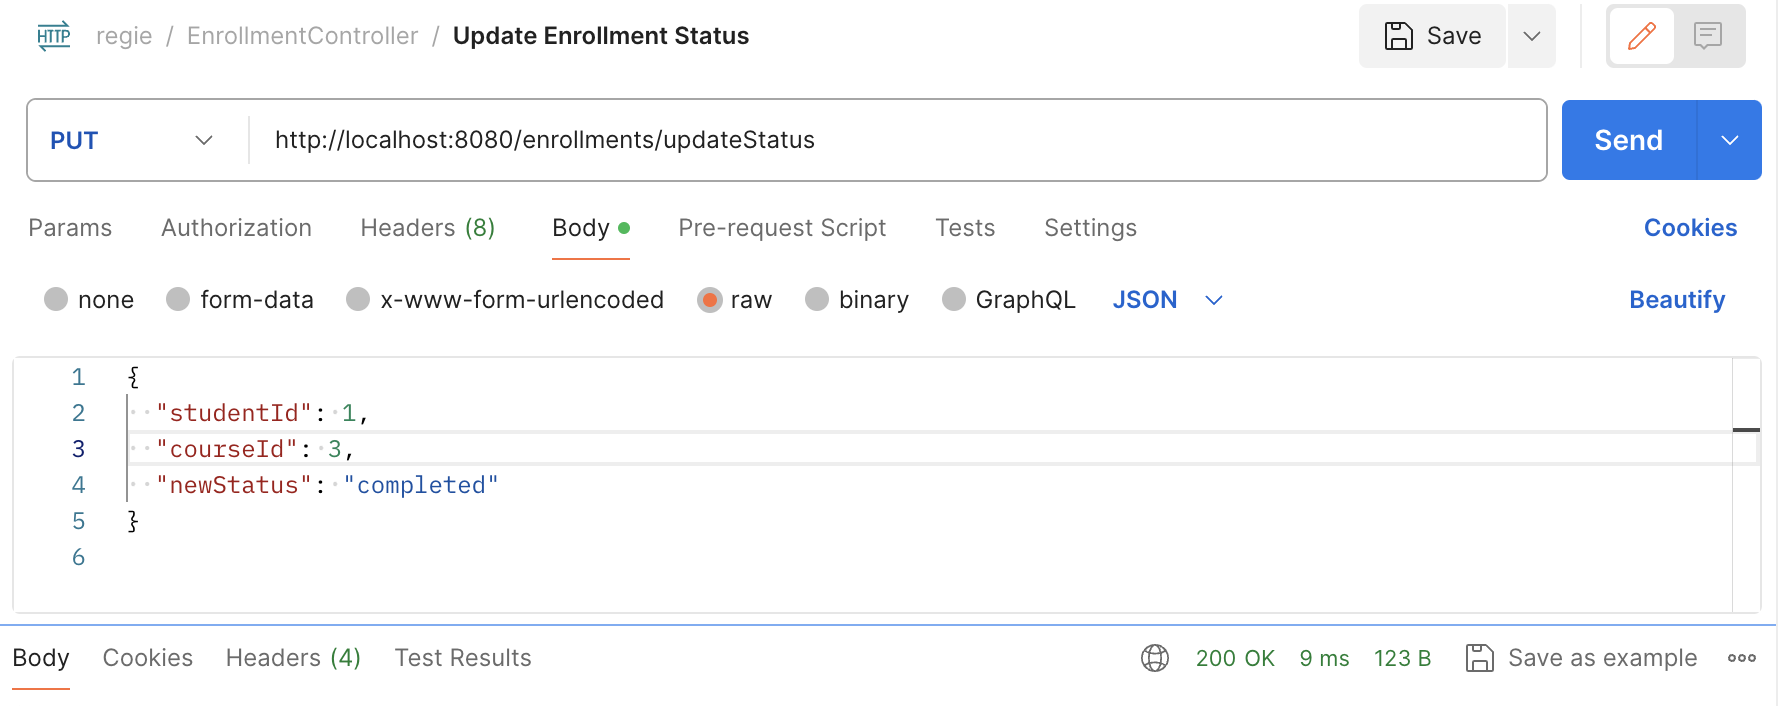 HTTP regie / EnrollmentController / Update Enrollment Status Save
PUT http://localhost:8080/enrollments/updateStatus Send
Params Authorization Headers (8) Body Pre-request Script Tests Settings Cookies
none form-data x-www-form-urlencoded raw binary GraphQL JSON Beautify
1 {
2 "studentId": 1,
3 "courseId": 3,
4 "newStatus": "completed"
5 }
6
Body Cookies Headers (4) Test Results 200 OK 9 ms 123 B Save as example